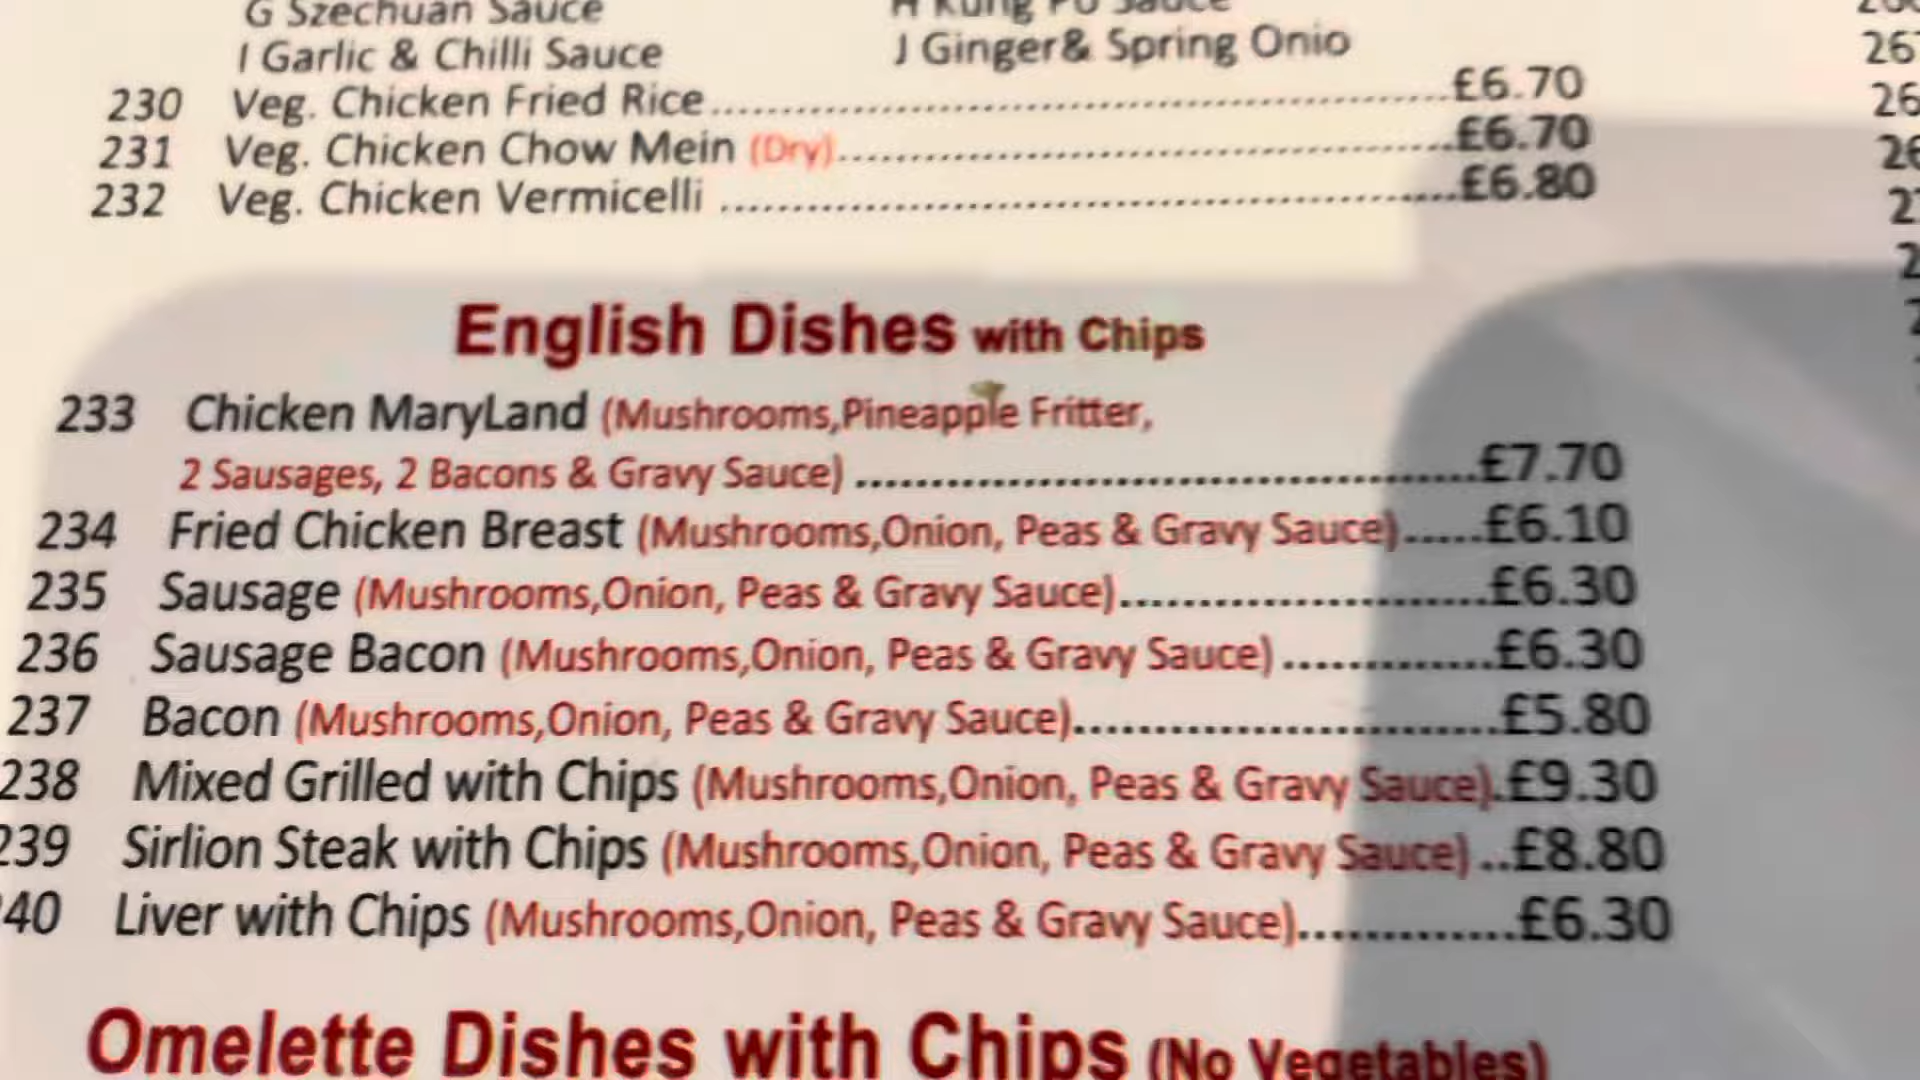 G Szechuan Sauce H Kung Po Sauce
I Garlic & Chilli Sauce J Ginger& Spring Onio
230 Veg. Chicken Fried Rice £6.70
231 Veg. Chicken Chow Mein (Dry) £6.70
232 Veg. Chicken Vermicelli £6.80
English Dishes with Chips
233 Chicken MaryLand (Mushrooms,Pineapple Fritter,
2 Sausages, 2 Bacons & Gravy Sauce) £7.70
234 Fried Chicken Breast (Mushrooms,Onion, Peas & Gravy Sauce) £6.10
235 Sausage (Mushrooms,Onion, Peas & Gravy Sauce) £6.30
236 Sausage Bacon (Mushrooms,Onion, Peas & Gravy Sauce) £6.30
237 Bacon (Mushrooms,Onion, Peas & Gravy Sauce) £5.80
238 Mixed Grilled with Chips (Mushrooms,Onion, Peas & Gravy Sauce) £9.30
239 Sirlion Steak with Chips (Mushrooms,Onion, Peas & Gravy Sauce) £8.80
40 Liver with Chips (Mushrooms,Onion, Peas & Gravy Sauce) £6.30
Omelette Dishes with Chips (No Vegetables)